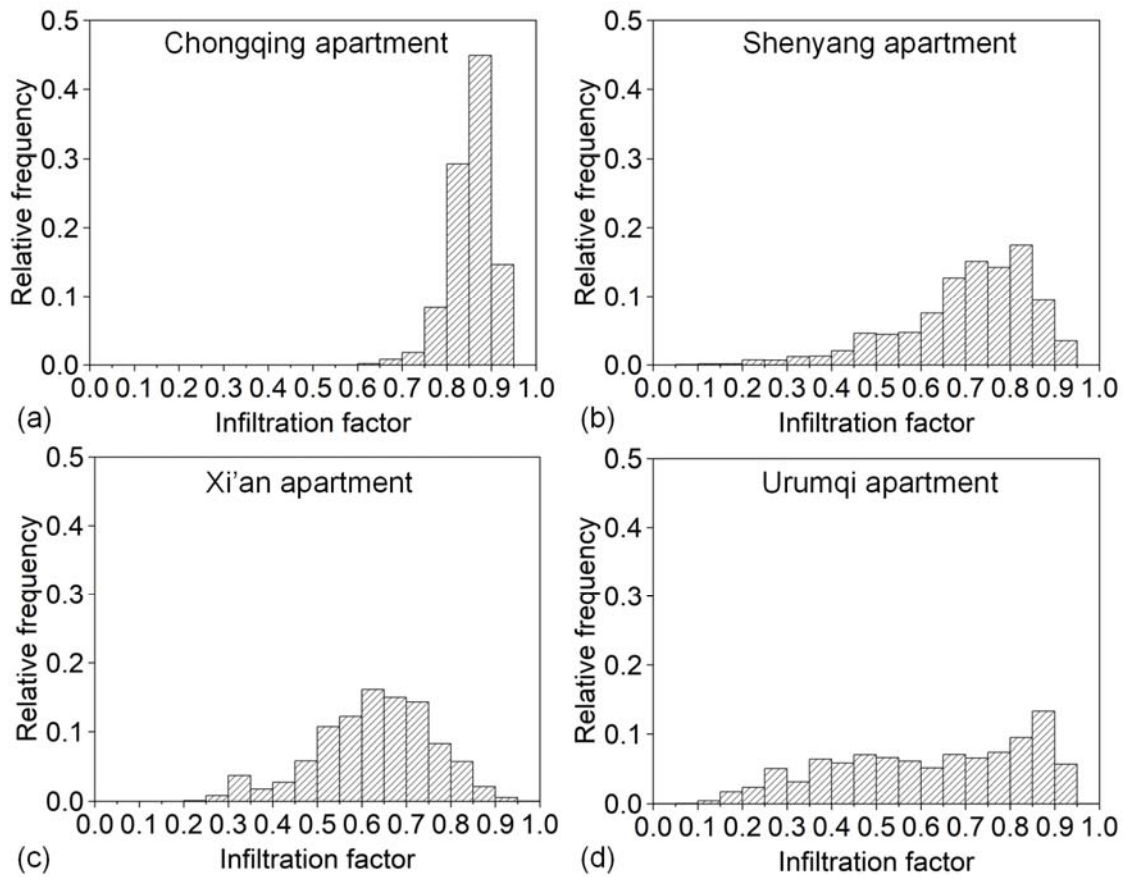 Chongqing apartment
Relative frequency
0.5
0.4
0.3
0.2
0.1
0.0
0.0 0.1 0.2 0.3 0.4 0.5 0.6 0.7 0.8 0.9 1.0
(a) Infiltration factor
Shenyang apartment
Relative frequency
0.5
0.4
0.3
0.2
0.1
0.0
0.0 0.1 0.2 0.3 0.4 0.5 0.6 0.7 0.8 0.9 1.0
(b) Infiltration factor
Xi'an apartment
Relative frequency
0.5
0.4
0.3
0.2
0.1
0.0
0.0 0.1 0.2 0.3 0.4 0.5 0.6 0.7 0.8 0.9 1.0
(c) Infiltration factor
Urumqi apartment
Relative frequency
0.5
0.4
0.3
0.2
0.1
0.0
0.0 0.1 0.2 0.3 0.4 0.5 0.6 0.7 0.8 0.9 1.0
(d) Infiltration factor